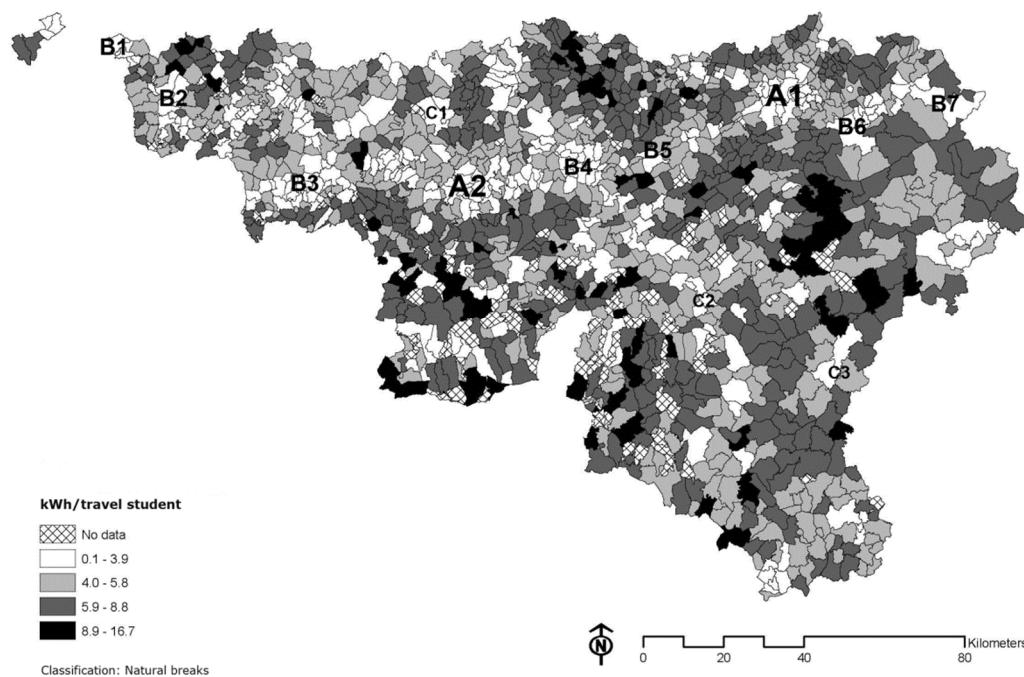 B1
B2
A1
B7
C1
B6
B5
B4
B3
A2
C2
C3
kWh/travel student
No data
0.1 - 3.9
4.0 - 5.8
5.9 - 8.8
8.9 - 16.7
Classification: Natural breaks
N
Kilometers
0 20 40 80